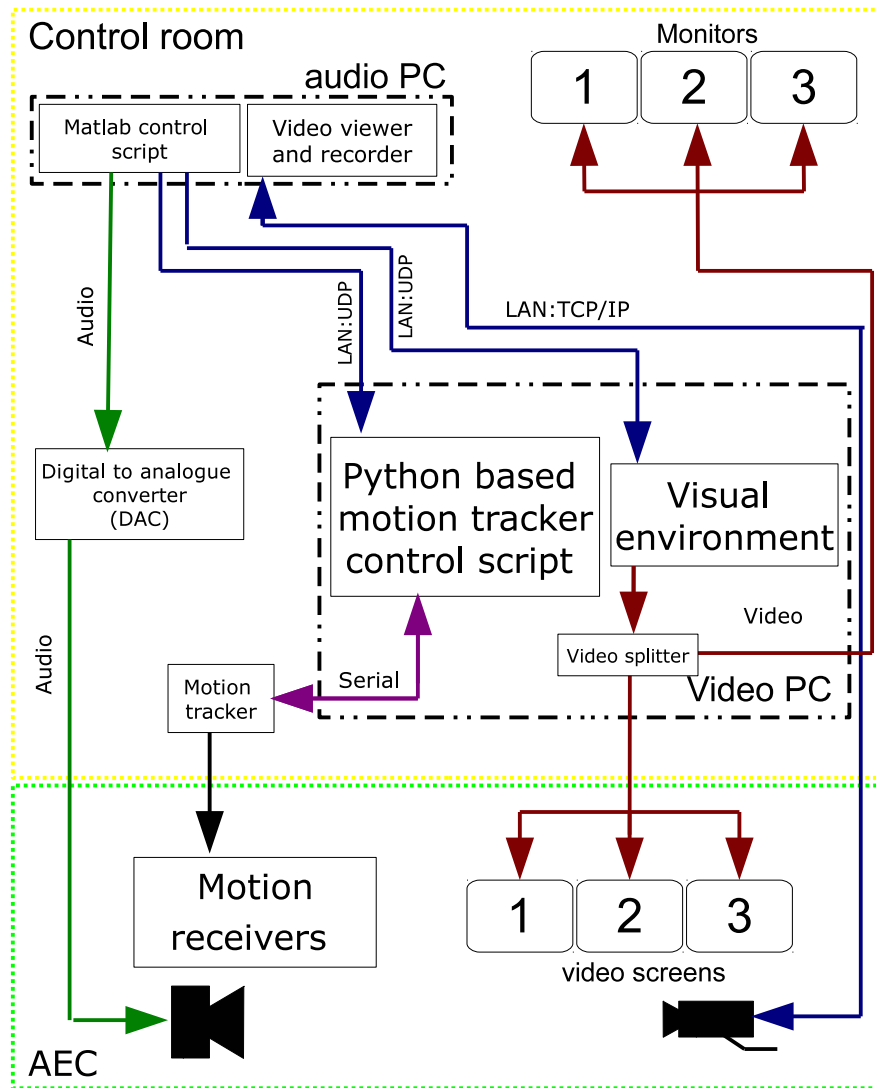 Control room
Monitors
1 2 3
audio PC
Matlab control
script
Video viewer
and recorder
Audio
LAN:UDP
LAN:UDP
LAN:TCP/IP
Digital to analogue
converter
(DAC)
Python based
motion tracker
control script
Visual
environment
Video
Audio
Video splitter
Serial
Motion
tracker
Video PC
Motion
receivers
1 2 3
video screens
AEC